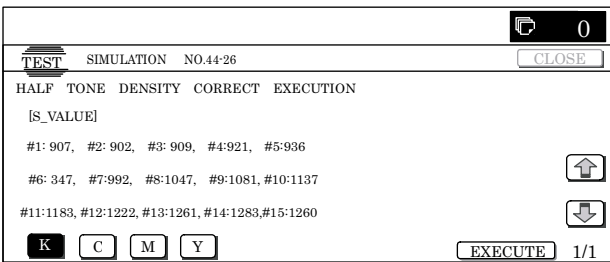 0
TEST SIMULATION NO.44-26 CLOSE
HALF TONE DENSITY CORRECT EXECUTION
[S_VALUE]
#1: 907, #2: 902, #3: 909, #4:921, #5:936
#6: 347, #7:992, #8:1047, #9:1081, #10:1137
#11:1183, #12:1222, #13:1261, #14:1283,#15:1260
K C M Y EXECUTE 1/1